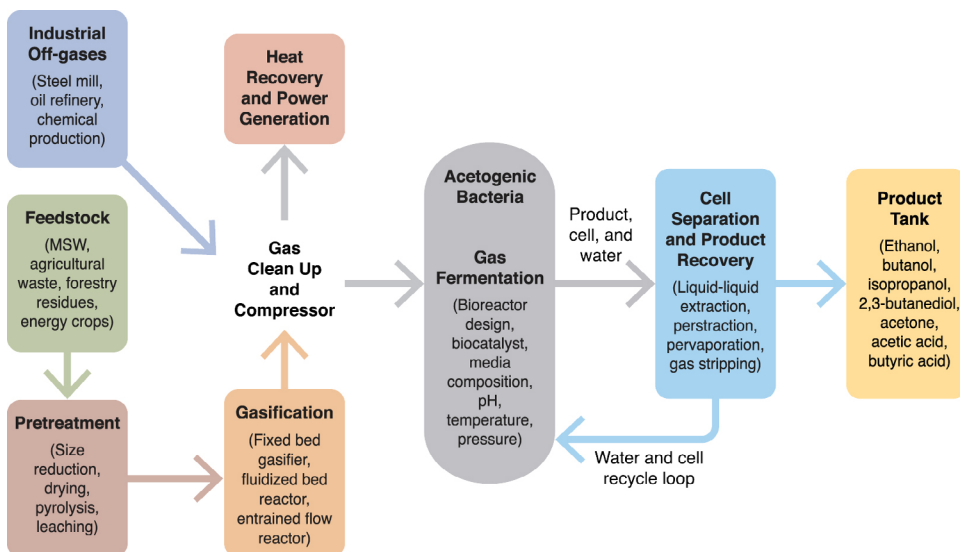 Industrial
Off-gases
(Steel mill,
oil refinery,
chemical
production)
Heat
Recovery
and Power
Generation
Feedstock
(MSW,
agricultural
waste, forestry
residues,
energy crops)
Gas
Clean Up
and
Compressor
Acetogenic
Bacteria
Gas
Fermentation
(Bioreactor
design,
biocatalyst,
media
composition,
pH,
temperature,
pressure)
Product,
cell, and
water
Cell
Separation
and Product
Recovery
(Liquid-liquid
extraction,
perstraction,
pervaporation,
gas stripping)
Product
Tank
(Ethanol,
butanol,
isopropanol,
2,3-butanediol,
acetone,
acetic acid,
butyric acid)
Pretreatment
(Size
reduction,
drying,
pyrolysis,
leaching)
Gasification
(Fixed bed
gasifier,
fluidized bed
reactor,
entrained flow
reactor)
Water and cell
recycle loop